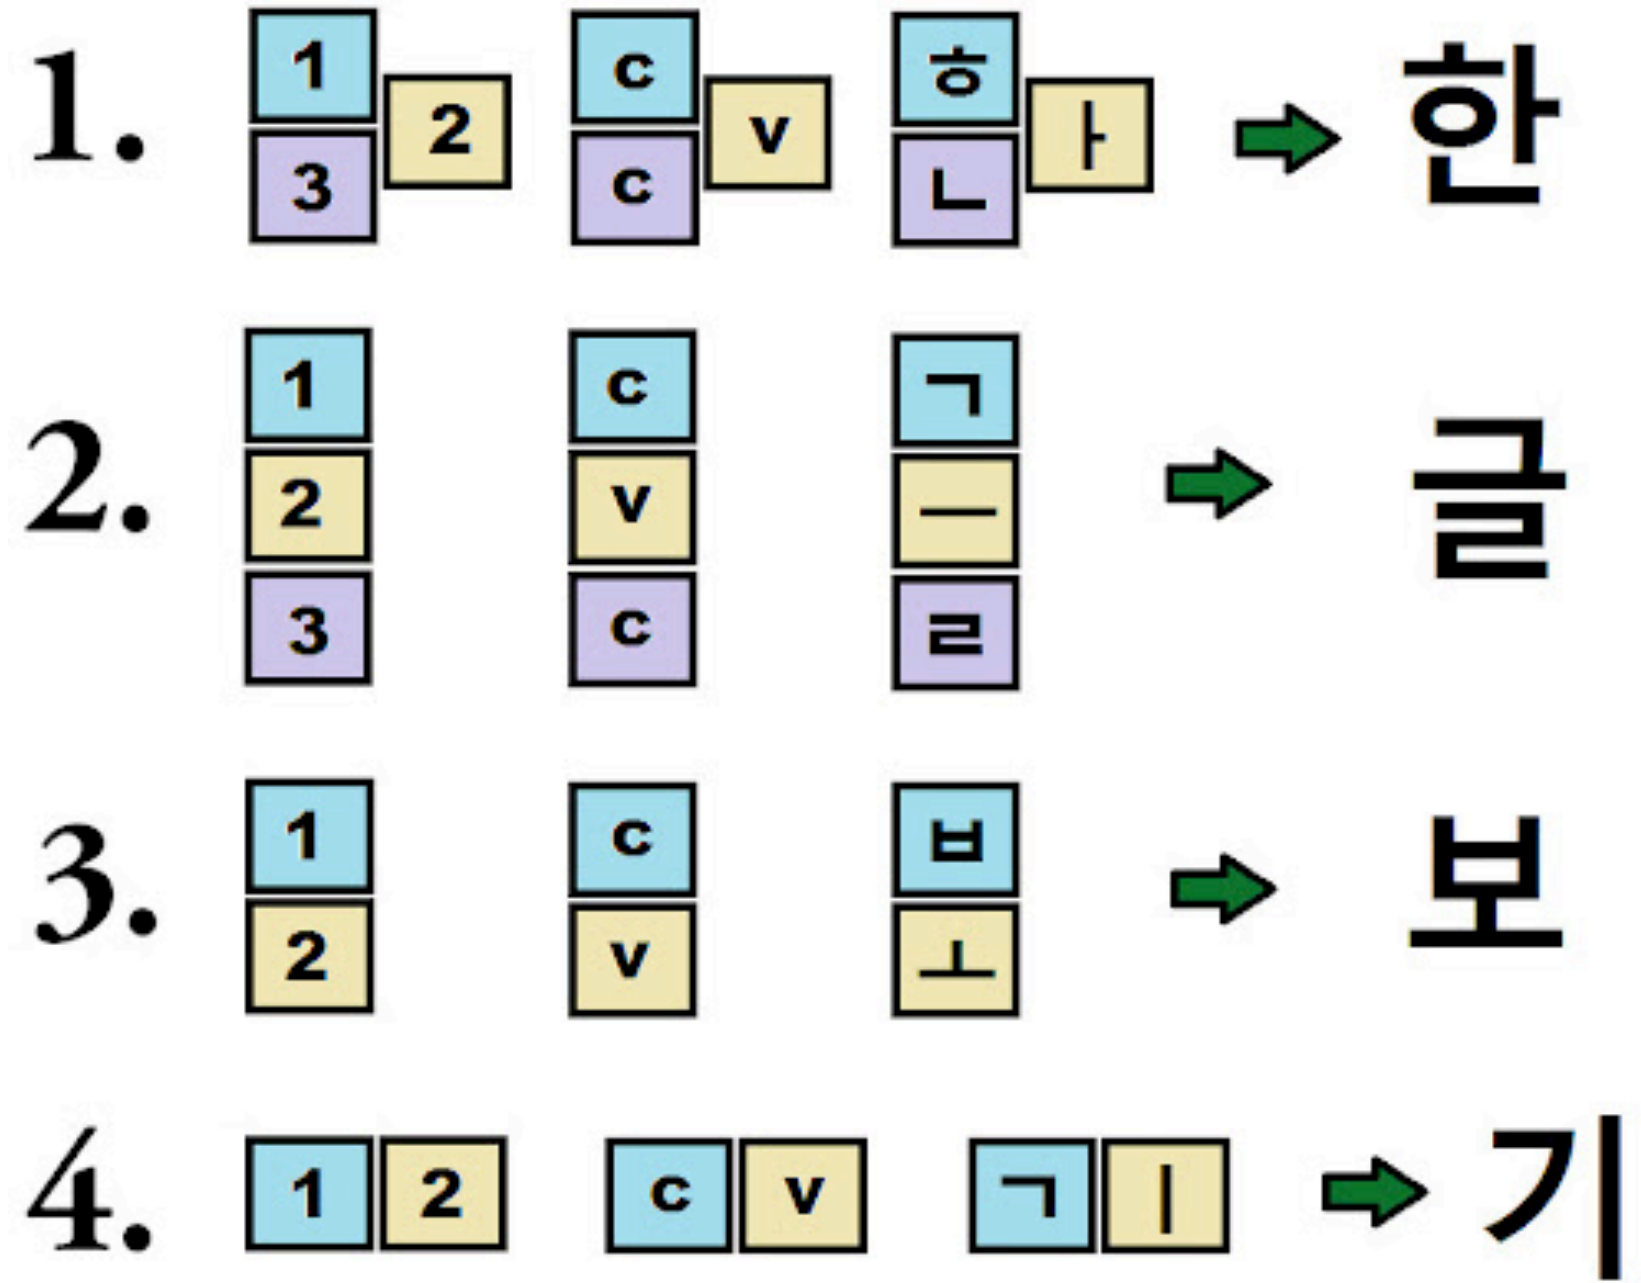 1. 1 2 3 c v c ㅎ ㅏ ㄴ 한
2. 1 2 3 c v c ㄱ ㅡ ㄹ 글
3. 1 2 c v ㅂ ㅗ 보
4. 1 2 c v ㄱ ㅣ 기